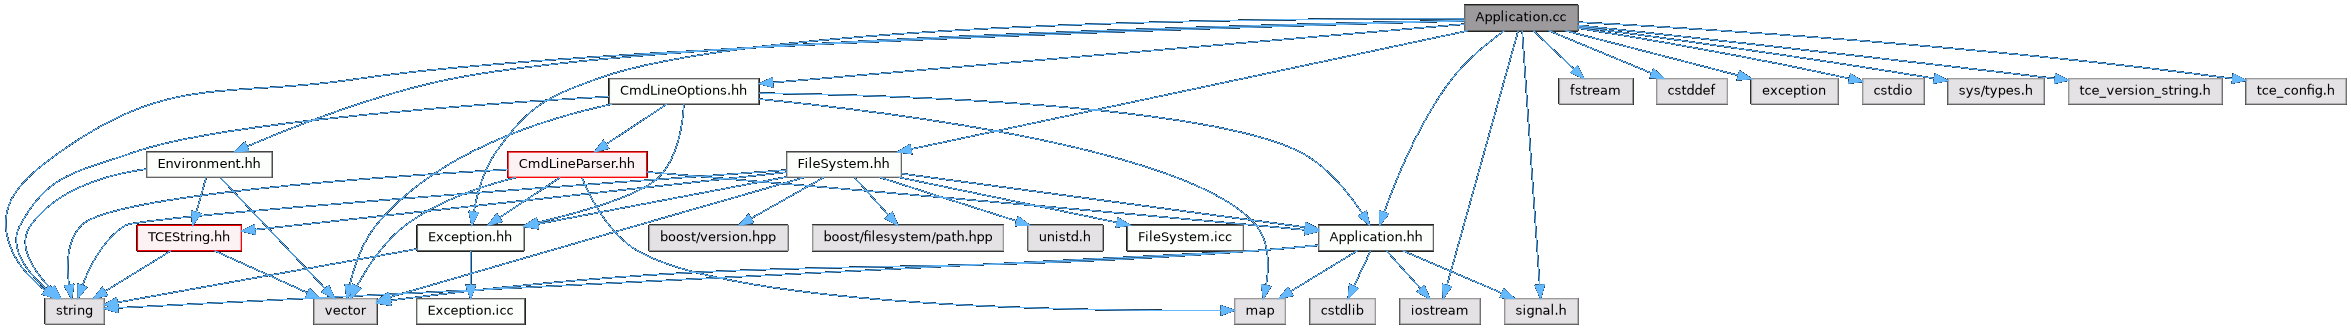 Application.cc
CmdLineOptions.hh
fstream
cstddef
exception
cstdio
sys/types.h
tce_version_string.h
tce_config.h
Environment.hh
CmdLineParser.hh
FileSystem.hh
TCEString.hh
Exception.hh
boost/version.hpp
boost/filesystem/path.hpp
unistd.h
FileSystem.icc
Application.hh
string
vector
Exception.icc
map
cstdlib
iostream
signal.h